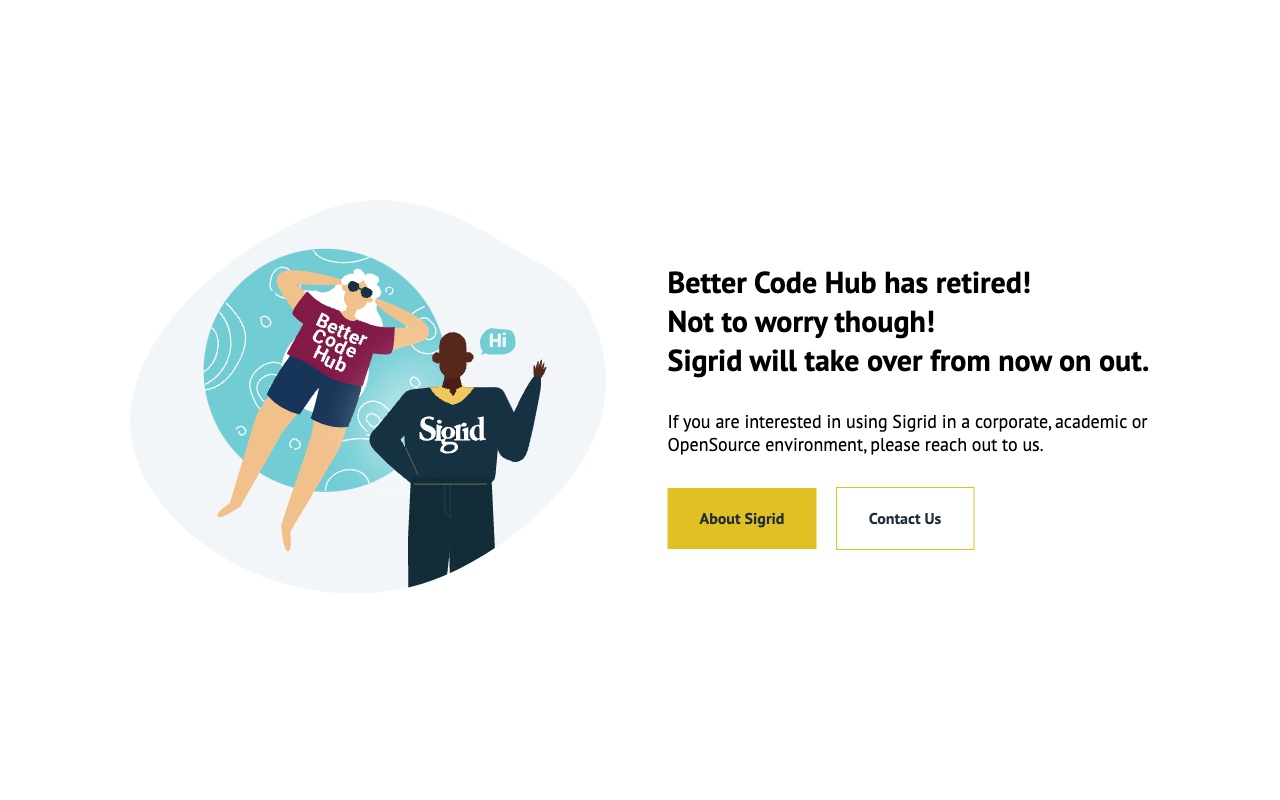 Better
Code
Hub
Hi
Sigrid
Better Code Hub has retired!
Not to worry though!
Sigrid will take over from now on out.
If you are interested in using Sigrid in a corporate, academic or
OpenSource environment, please reach out to us.
About Sigrid
Contact Us